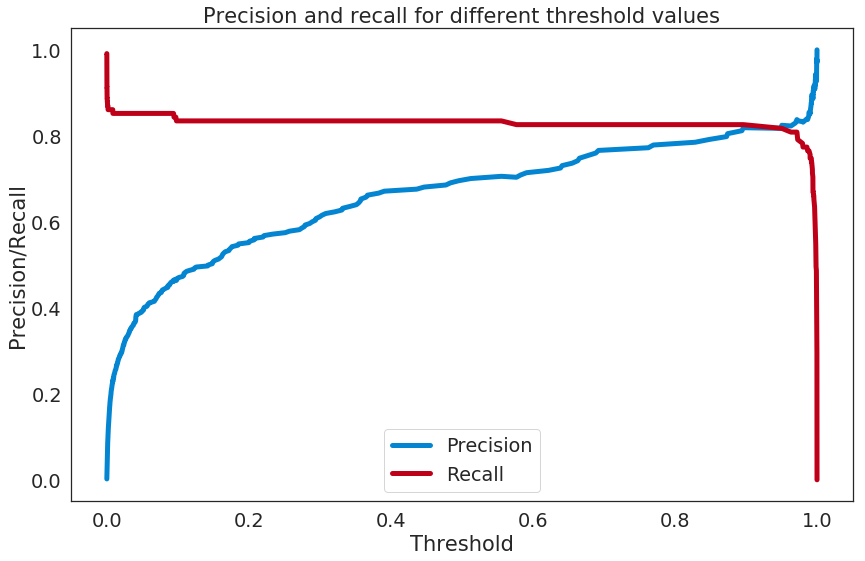 Precision and recall for different threshold values
Precision/Recall
1.0
0.8
0.6
0.4
0.2
0.0
Precision
Recall
0.0 0.2 0.4 0.6 0.8 1.0
Threshold